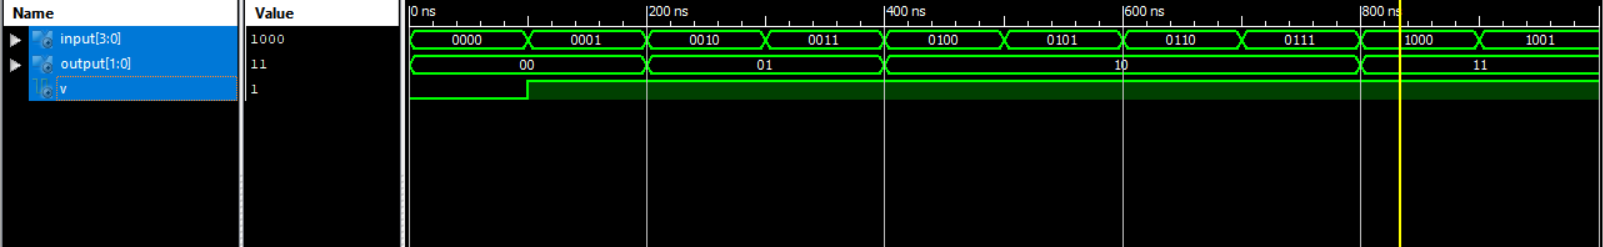 Name Value 0 ns 200 ns 400 ns 600 ns 800 ns
input[3:0] 1000 0000 0001 0010 0011 0100 0101 0110 0111 1000 1001
output[1:0] 11 00 01 10 11
v 1